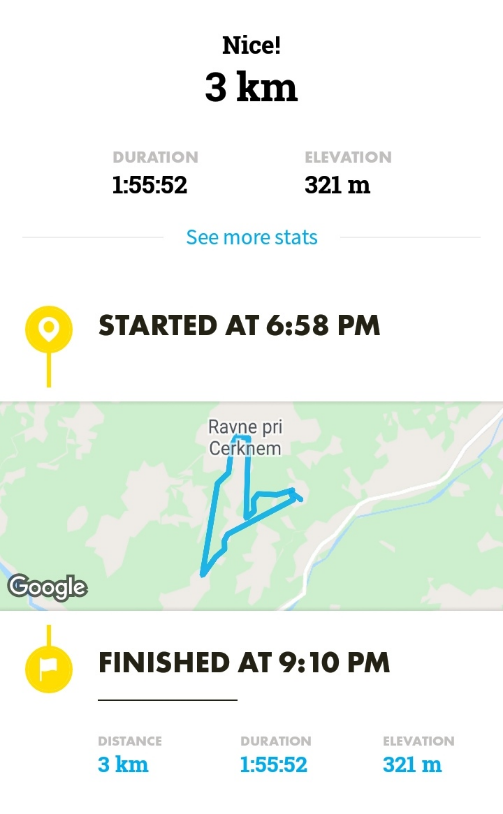 Nice!
3 km
DURATION ELEVATION
1:55:52 321 m
See more stats
STARTED AT 6:58 PM
Ravne pri
Cerknem
Google
FINISHED AT 9:10 PM
DISTANCE DURATION ELEVATION
3 km 1:55:52 321 m